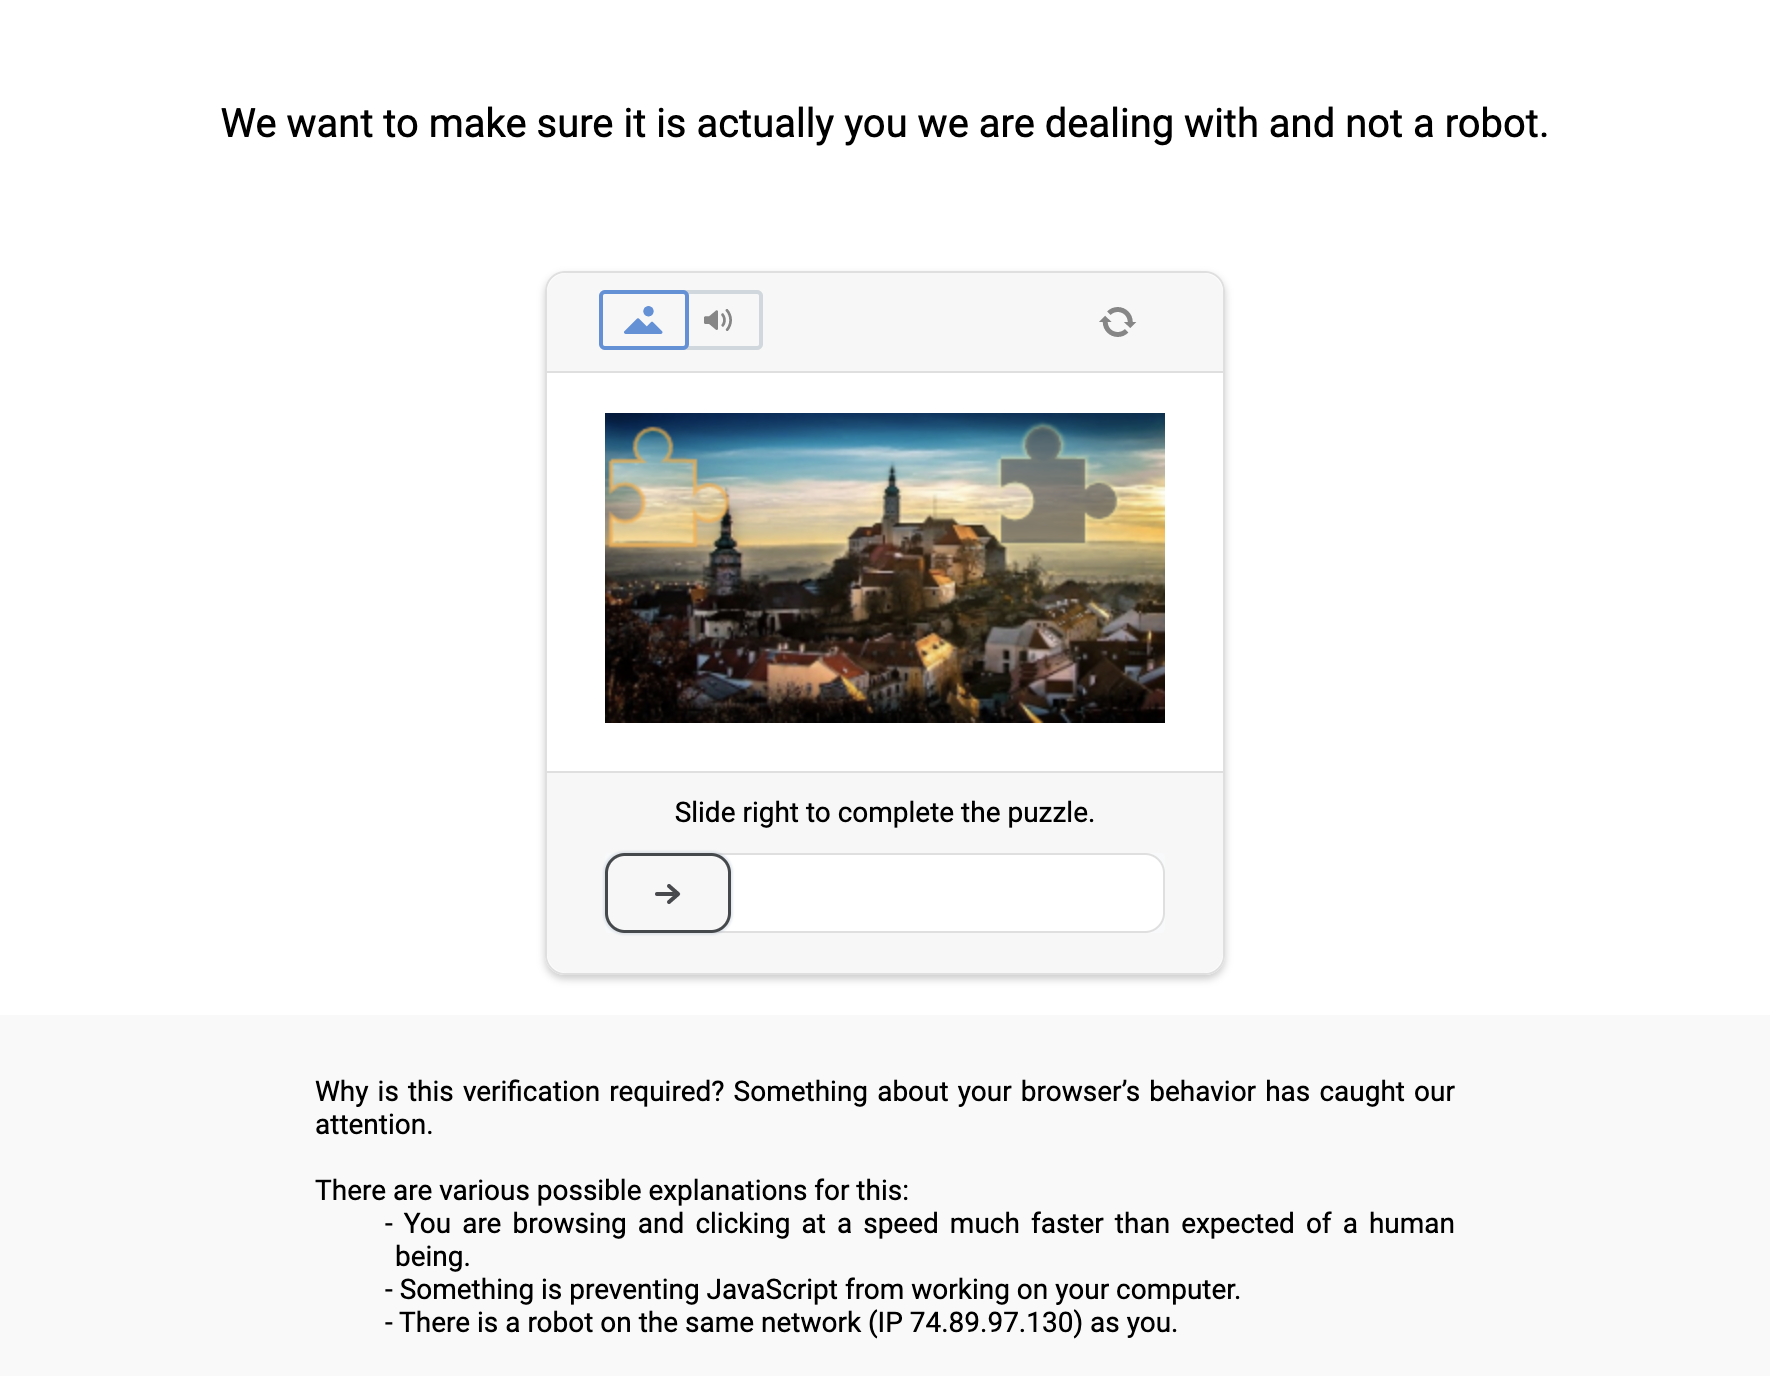 We want to make sure it is actually you we are dealing with and not a robot.
Slide right to complete the puzzle.
Why is this verification required? Something about your browser’s behavior has caught our
attention.
There are various possible explanations for this:
- You are browsing and clicking at a speed much faster than expected of a human
being.
- Something is preventing JavaScript from working on your computer.
- There is a robot on the same network (IP 74.89.97.130) as you.